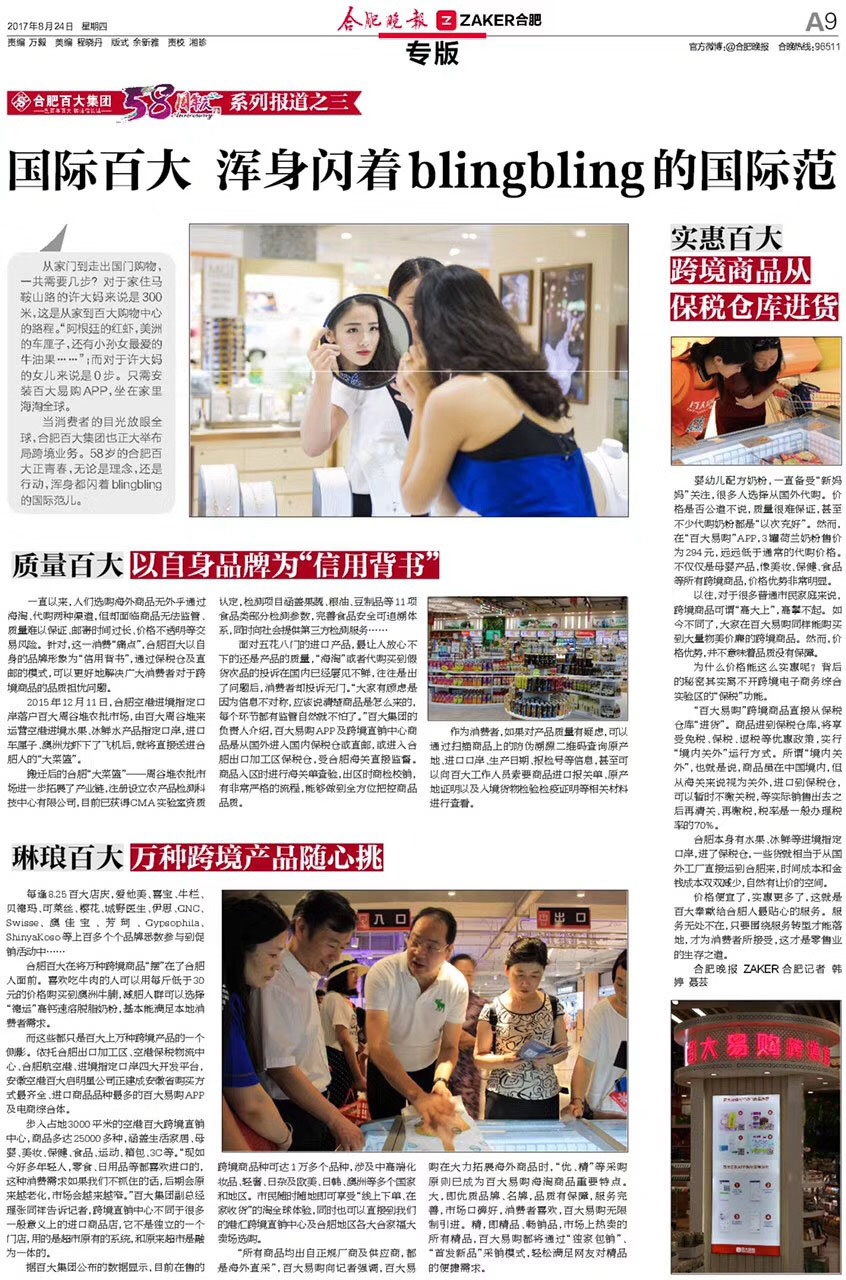 2017年8月24日 星期四
合肥晚报 ZAKER合肥
A9
责编 万毅 美编 程晓丹 版式 余新雅 责校 湘珍
专版
官方微博:@合肥晚报 合晚热线:96511
合肥百大集团
58周年庆 系列报道之三
Anniversary
国际百大 浑身闪着blingbling的国际范
从家门到走出国门购物,
一共需要几步? 对于家住马
鞍山路的许大妈来说是300
米,这是从家到百大购物中心
的路程。“阿根廷的红虾,美洲
的车厘子,还有小孙女最爱的
牛油果……”;而对于许大妈
的女儿来说是0步。只需安
装百大易购APP,坐在家里
海淘全球。
当消费者的目光放眼全
球,合肥百大集团也正大举布
局跨境业务。58岁的合肥百
大正青春,无论是理念,还是
行动,浑身都闪着blingbling
的国际范儿。
质量百大 以自身品牌为“信用背书”
一直以来,人们选购海外商品无外乎通过
海淘、代购两种渠道,但却面临商品无法监管、
质量难以保证、邮寄时间过长、价格不透明等交
易风险。针对,这一消费“痛点”,合肥百大以自
身的品牌形象为“信用背书”,通过保税仓及直
邮的模式,可以更好地解决广大消费者对于跨
境商品的品质担忧问题。
2015年12月11日,合肥空港进境指定口
岸落户百大周谷堆农批市场,由百大周谷堆来
运营空港进境水果、冰鲜水产品指定口岸,进口
车厘子、澳洲龙虾下了飞机后,就将直接送进合
肥人的“大菜篮”。
搬迁后的合肥“大菜篮”——周谷堆农批市
场进一步拓展了产业链,注册设立农产品检测科
技中心有限公司,目前已获得CMA实验室资质
认定,检测项目涵盖果蔬、粮油、豆制品等11项
食品类部分检测参数,完善食品安全可追溯体
系,同时向社会提供第三方检测服务……
面对五花八门的进口产品,最让人放心不
下的还是产品的质量,“海淘”或者代购买到假
货次品的投诉在国内已经屡见不鲜,往往是出
了问题后,消费者却投诉无门。“大家有顾虑是
因为信息不对称,应该说清楚商品是怎么来的,
每个环节都有监管自然就不怕了。”百大集团的
负责人介绍,百大易购APP及跨境直销中心商
品是从国外进入国内保税仓或直邮,或进入合
肥出口加工区保税仓,受合肥海关直接监督。
商品入区时进行海关单查验,出区时商检校销,
有非常严格的流程,能够做到全方位把控商品
品质。
作为消费者,如果对产品质量有疑虑,可以
通过扫描商品上的防伪溯源二维码查询原产
地、进口口岸、生产日期、报检号等信息,甚至可
以向百大工作人员索要商品进口报关单、原产
地证明以及入境货物检验检疫证明等相关材料
进行查看。
琳琅百大 万种跨境产品随心挑
每逢8.25百大店庆,爱他美、喜宝、牛栏、
贝德玛、可莱丝、樱花、城野医生、伊思、GNC、
Swisse、澳佳宝、芳珂、Gypsophila、
ShinyaKoso等上百多个个品牌悉数参与到促
销活动中……
合肥百大在将万种跨境商品“摆”在了合肥
人面前。喜欢吃牛肉的人可以用每斤低于30
元的价格购买到澳洲牛腩,减肥人群可以选择
“德运”高钙速溶脱脂奶粉,基本能满足本地消
费者需求。
而这些都只是百大上万种跨境产品的一个
侧影。依托合肥出口加工区、空港保税物流中
心、合肥航空港、进境指定口岸四大开发平台,
安徽空港百大启明星公司正建成安徽省购买方
式最齐全、进口商品品种最多的百大易购APP
及电商综合体。
步入占地3000平米的空港百大跨境直销
中心,商品多达25000多种,涵盖生活家居、母
婴、美妆、保健、食品、运动、箱包、3C等。“现如
今好多年轻人,零食、日用品等都喜欢进口的,
这种消费需求如果我们不抓住的话,后期会原
来越老化,市场会越来越窄。”百大集团副总经
理张同祥告诉记者,跨境直销中心不同于很多
一般意义上的进口商品店,它不是独立的一个
门店,用的是超市原有的系统,和原来超市是融
为一体的。
据百大集团公布的数据显示,目前在售的
入口
出口
跨境商品种可达1万多个品种,涉及中高端化
妆品、轻奢、日杂及欧美、日韩、澳洲等多个国家
和地区。市民随时随地即可享受“线上下单,在
家收货”的淘全球体验,同时也可以直接到我们
的港汇跨境直销中心及合肥地区各大合家福大
卖场选购。
“所有商品均出自正规厂商及供应商,都
是海外直采”,百大易购向记者强调,百大易
购在大力拓展海外商品时,“优、精”等采购
原则已成为百大易购海淘商品重要特点。
大,即优质品牌、名牌,品质有保障,服务完
善,市场口碑好,消费者喜欢,百大易购无限
制引进。精,即精品、畅销品,市场上热卖的
所有精品,百大易购都将通过“独家包销”、
“首发新品”采销模式,轻松满足网友对精品
的便捷需求。
实惠百大
跨境商品从
保税仓库进货
婴幼儿配方奶粉,一直备受“新妈
妈”关注,很多人选择从国外代购。价
格是否公道不说,质量很难保证,甚至
不少代购奶粉都是“以次充好”。然而,
在“百大易购”APP,3罐荷兰奶粉售价
为294元,远远低于通常的代购价格。
不仅仅是母婴产品,像美妆、保健、食品
等所有跨境商品,价格优势非常明显。
以往,对于很多普通市民家庭来说,
跨境商品可谓“高大上”,高攀不起。如
今不同了,大家在百大易购同样能购买
到大量物美价廉的跨境商品。然而,价
格优势,并不意味着品质没有保障。
为什么价格能这么实惠呢? 背后
的秘密其实离不开跨境电子商务综合
实验区的“保税”功能。
“百大易购”跨境商品直接从保税
仓库“进货”。商品进到保税仓库,将享
受免税、保税、退税等优惠政策,实行
“境内关外”运行方式。所谓“境内关
外”,也就是说,商品虽在中国境内,但
从海关来说视为关外,进口到保税仓,
可以暂时不缴关税,等实际销售出去之
后再清关、再缴税,税率是一般办理税
率的70%。
合肥本身有水果、冰鲜等进境指定
口岸,进了保税仓,一些货就相当于从国
外工厂直接运到合肥来,时间成本和金
钱成本双双减少,自然有让价的空间。
价格便宜了,实惠更多了,这就是
百大奉献给合肥人最贴心的服务。服
务无处不在,只要围绕服务转型才能落
地,才为消费者所接受,这才是零售业
的生存之道。
合肥晚报 ZAKER合肥记者 韩
婷 聂芸